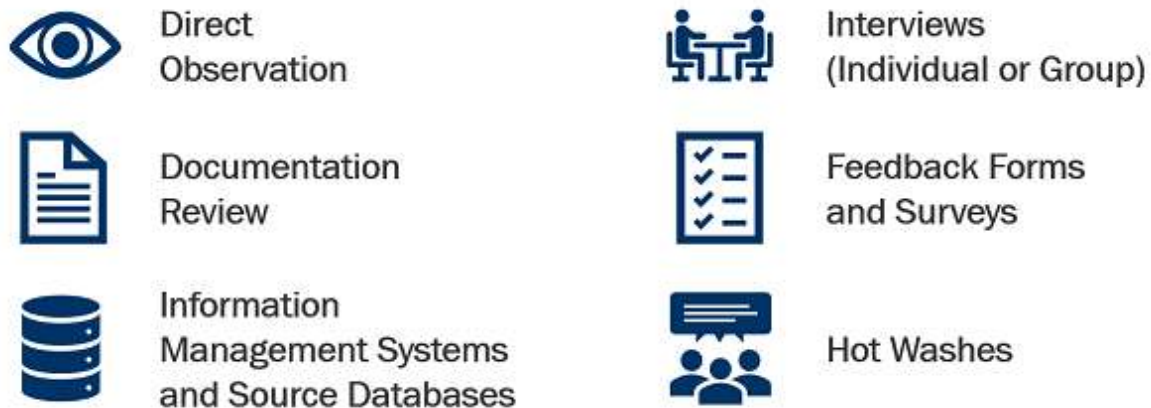 Direct
Observation
Documentation
Review
Information
Management Systems
and Source Databases
Interviews
(Individual or Group)
Feedback Forms
and Surveys
Hot Washes